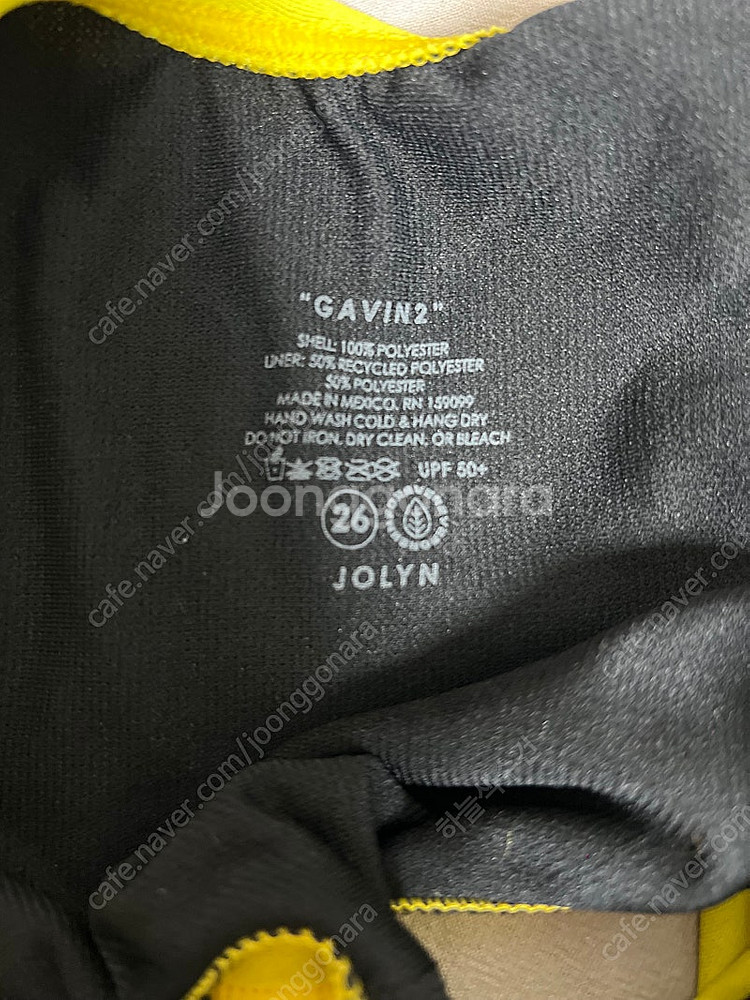 "GAVIN2"
SHELL: 100% POLYESTER
LINER: 50% RECYCLED POLYESTER
50% POLYESTER
MADE IN MEXICO. RN 159099
HAND WASH COLD & HANG DRY
DO NOT IRON, DRY CLEAN, OR BLEACH
UPF 50+
Joonggonara
26
JOLYN
cafe.naver.com/joonggonara
cafe.naver.com/joonggonara
cafe.naver.com/joonggonara
cafe.naver.com
cafe.naver.com